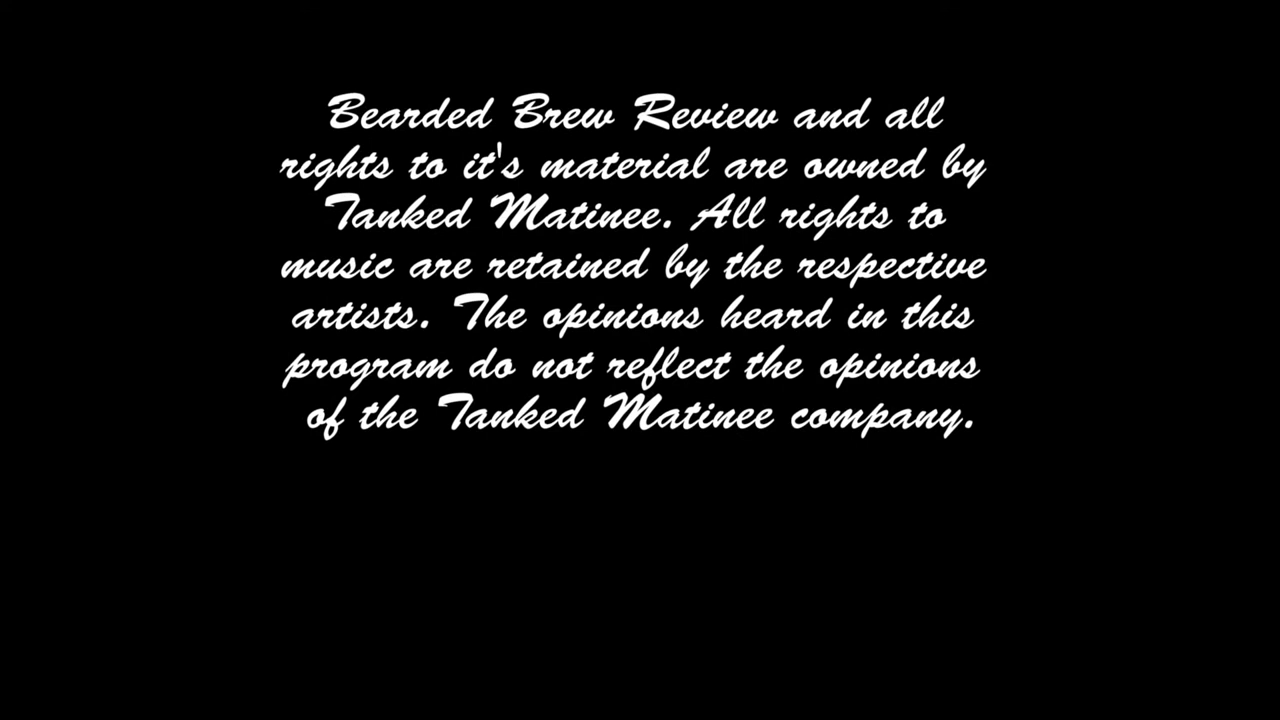 Bearded Brew Review and all
rights to it's material are owned by
Tanked Matinee. All rights to
music are retained by the respective
artists. The opinions heard in this
program do not reflect the opinions
of the Tanked Matinee company.